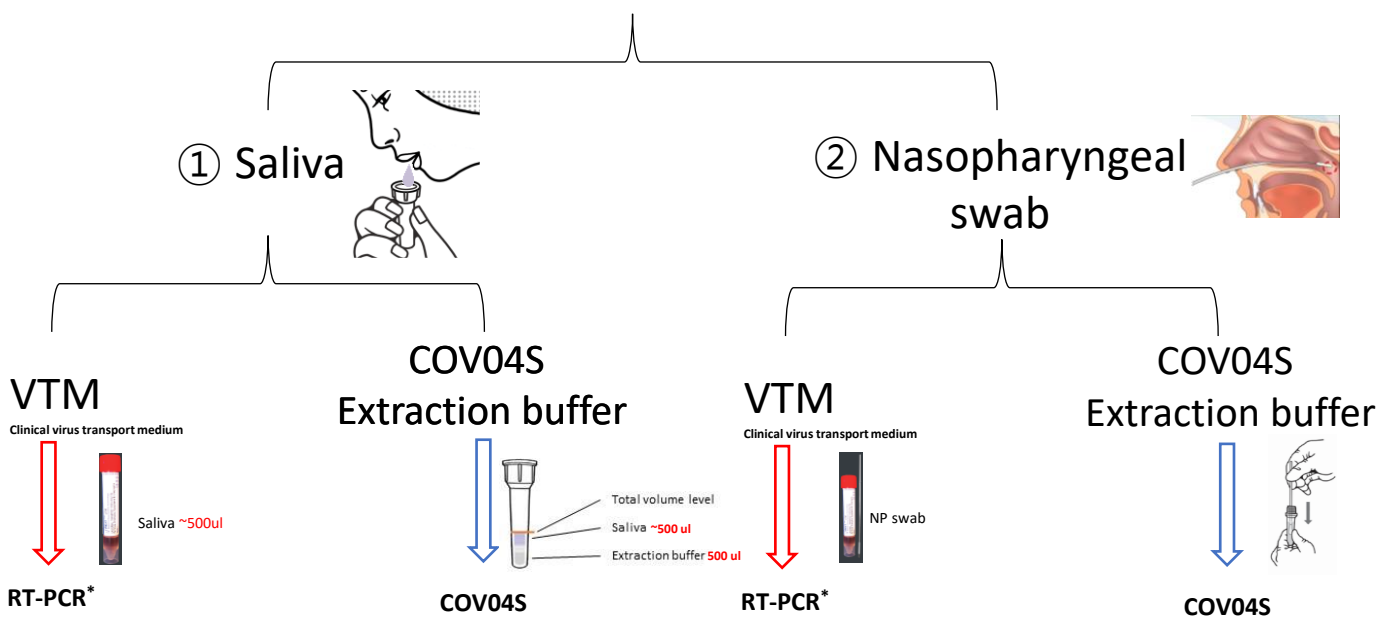 ① Saliva
② Nasopharyngeal
swab
VTM
Clinical virus transport medium
Saliva ~500ul
RT-PCR*
COV04S
Extraction buffer
Total volume level
Saliva ~500 ul
Extraction buffer 500 ul
COV04S
VTM
Clinical virus transport medium
NP swab
RT-PCR*
COV04S
Extraction buffer
COV04S